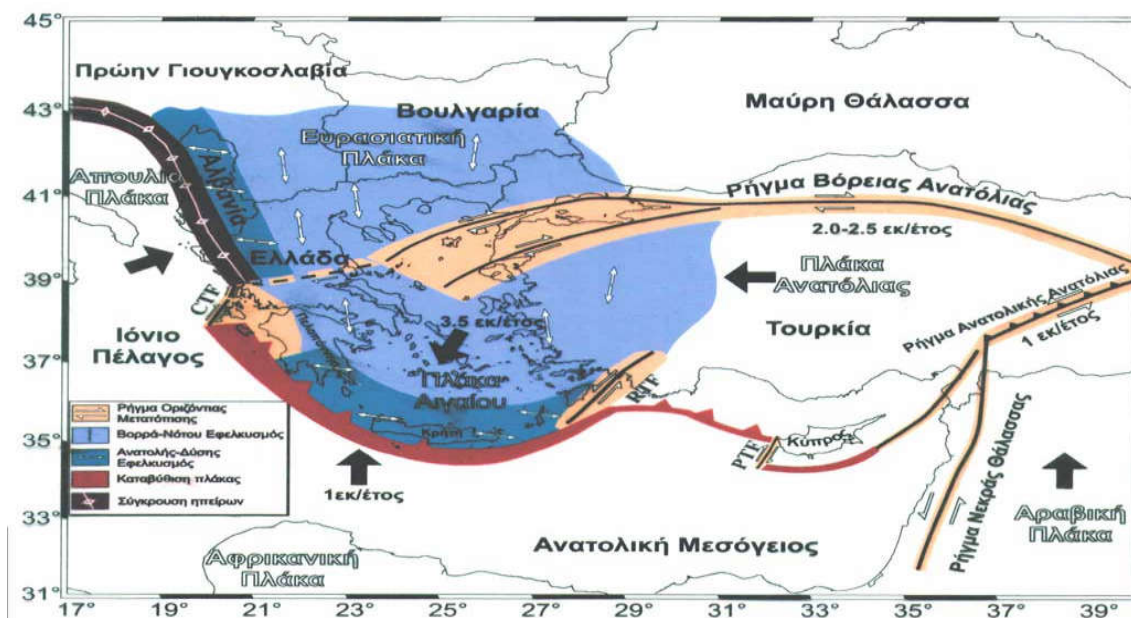 45°
43°
41°
39°
37°
35°
33°
31°
Πρώην Γιουγκοσλαβία
Βουλγαρία
Μαύρη Θάλασσα
Ευρασιατική
Πλάκα
Αλβανία
Απουλία
Πλάκα
Ρήγμα Βόρειας Ανατόλιας
2.0-2.5 εκ/έτος
Ελλάδα
Πλάκα
Ανατόλιας
Ρήγμα Ανατολικής Ανατόλιας
CTF
Ιόνιο
Πέλαγος
Πελοπόννησος
3.5 εκ/έτος
Τουρκία
1 εκ/έτος
Πλάκα
Αιγαίου
RTF
Κρήτη
PTF
Κύπρος
1εκ/έτος
Ρήγμα Νεκράς Θάλασσας
Αραβική
Πλάκα
Ανατολική Μεσόγειος
Αφρικανική
Πλάκα
Ρήγμα Οριζόντιας
Μετατόπισης
Βορρά-Νότου Εφελκυσμός
Ανατολής-Δύσης
Εφελκυσμός
Καταβύθιση πλάκας
Σύγκρουση ηπείρων
17° 19° 21° 23° 25° 27° 29° 31° 33° 35° 37° 39°